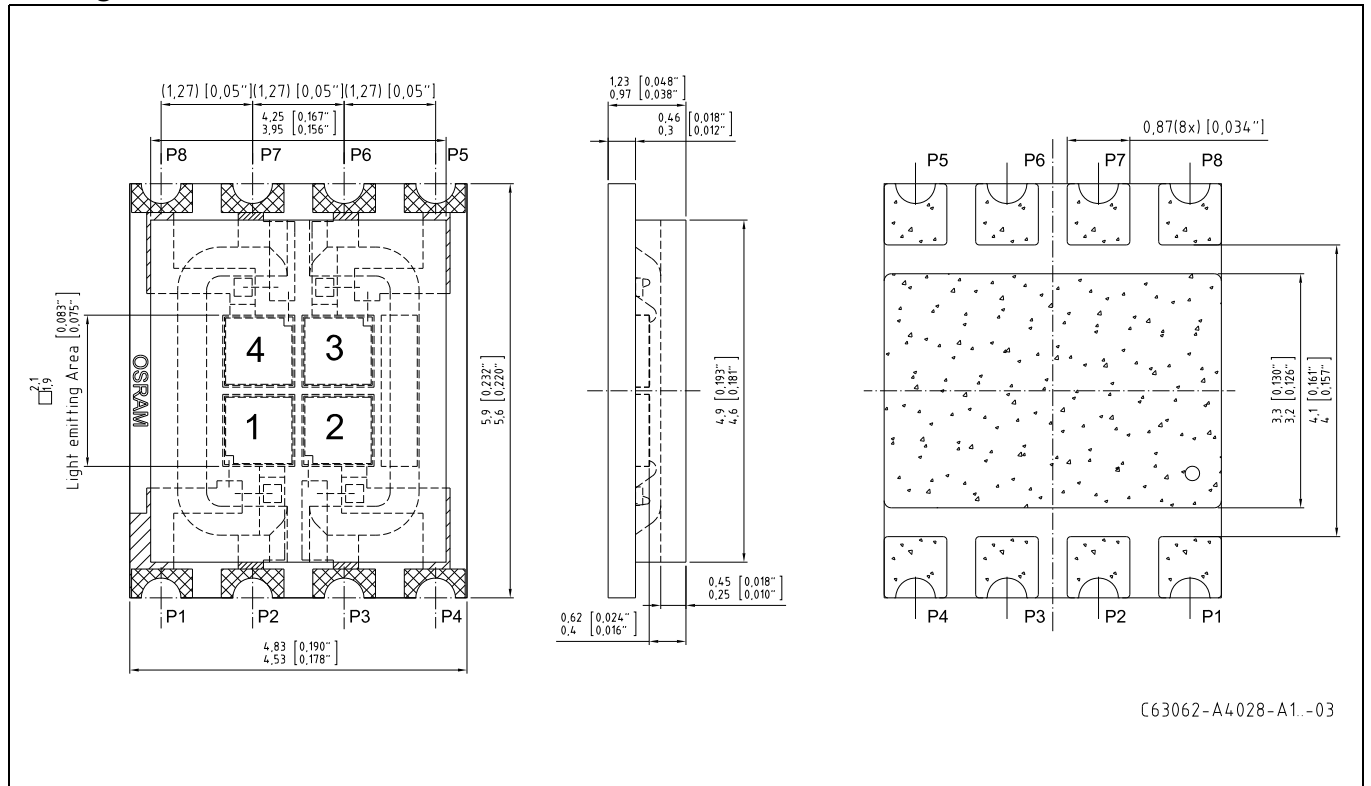 (1,27) [0,05"](1,27) [0,05"](1,27) [0,05"]
4,25 [0,167"]
3,95 [0,156"]
P8 P7 P6 P5
2,1
1,9
Light emitting Area [0,083"]
[0,075"]
OSRAM
4 3
1 2
5,9 [0,232"]
5,6 [0,220"]
P1 P2 P3 P4
4,83 [0,190"]
4,53 [0,178"]
1,23 [0,048"]
0,97 [0,038"]
0,46 [0,018"]
0,3 [0,012"]
4,9 [0,193"]
4,6 [0,181"]
0,45 [0,018"]
0,25 [0,010"]
0,62 [0,024"]
0,4 [0,016"]
0,87(8x) [0,034"]
P5 P6 P7 P8
3,3 [0,130"]
3,2 [0,126"]
4,1 [0,161"]
4 [0,157"]
P4 P3 P2 P1
C63062-A4028-A1..-03